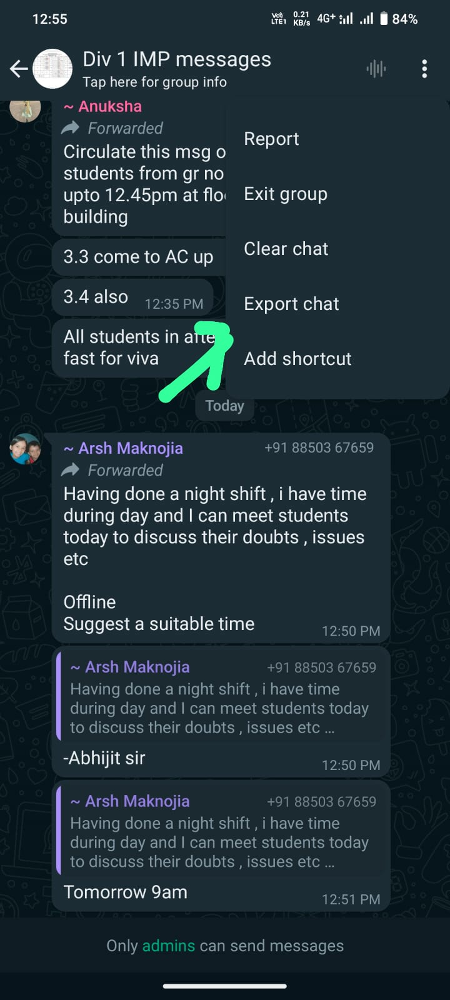 12:55
Vo) LTE1 0.21 KB/s 4G+ 84%
Div 1 IMP messages
Tap here for group info
~ Anuksha
Forwarded
Circulate this msg
students from gr no
upto 12.45pm at
building
3.3 come to AC up
3.4 also 12:35 PM
All students in
fast for viva
Report
Exit group
Clear chat
Export chat
Add shortcut
Today
~ Arsh Maknojia +91 88503 67659
Forwarded
Having done a night shift , i have time
during day and I can meet students
today to discuss their doubts , issues
etc
Offline
Suggest a suitable time 12:50 PM
~ Arsh Maknojia +91 88503 67659
Having done a night shift , i have time
during day and I can meet students today
to discuss their doubts , issues etc ...
-Abhijit sir 12:50 PM
~ Arsh Maknojia +91 88503 67659
Having done a night shift , i have time
during day and I can meet students today
to discuss their doubts , issues etc ...
Tomorrow 9am 12:51 PM
Only admins can send messages